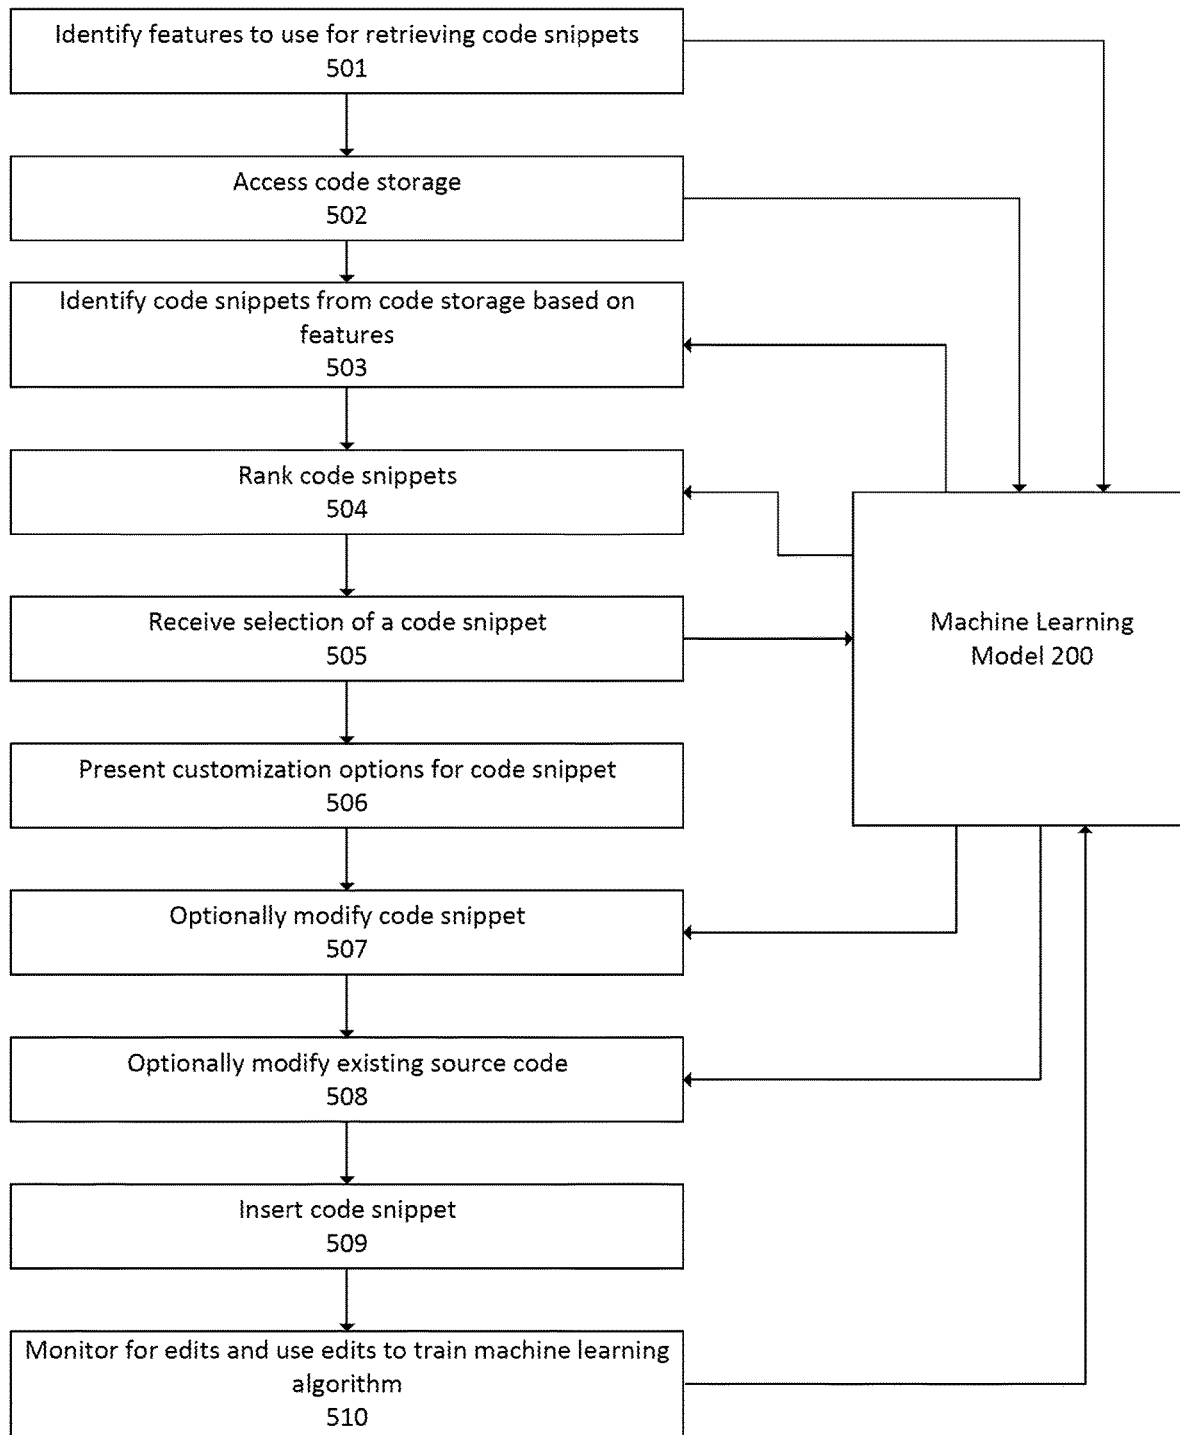 Identify features to use for retrieving code snippets
501
Access code storage
502
Identify code snippets from code storage based on
features
503
Rank code snippets
504
Receive selection of a code snippet
505
Machine Learning
Model 200
Present customization options for code snippet
506
Optionally modify code snippet
507
Optionally modify existing source code
508
Insert code snippet
509
Monitor for edits and use edits to train machine learning
algorithm
510